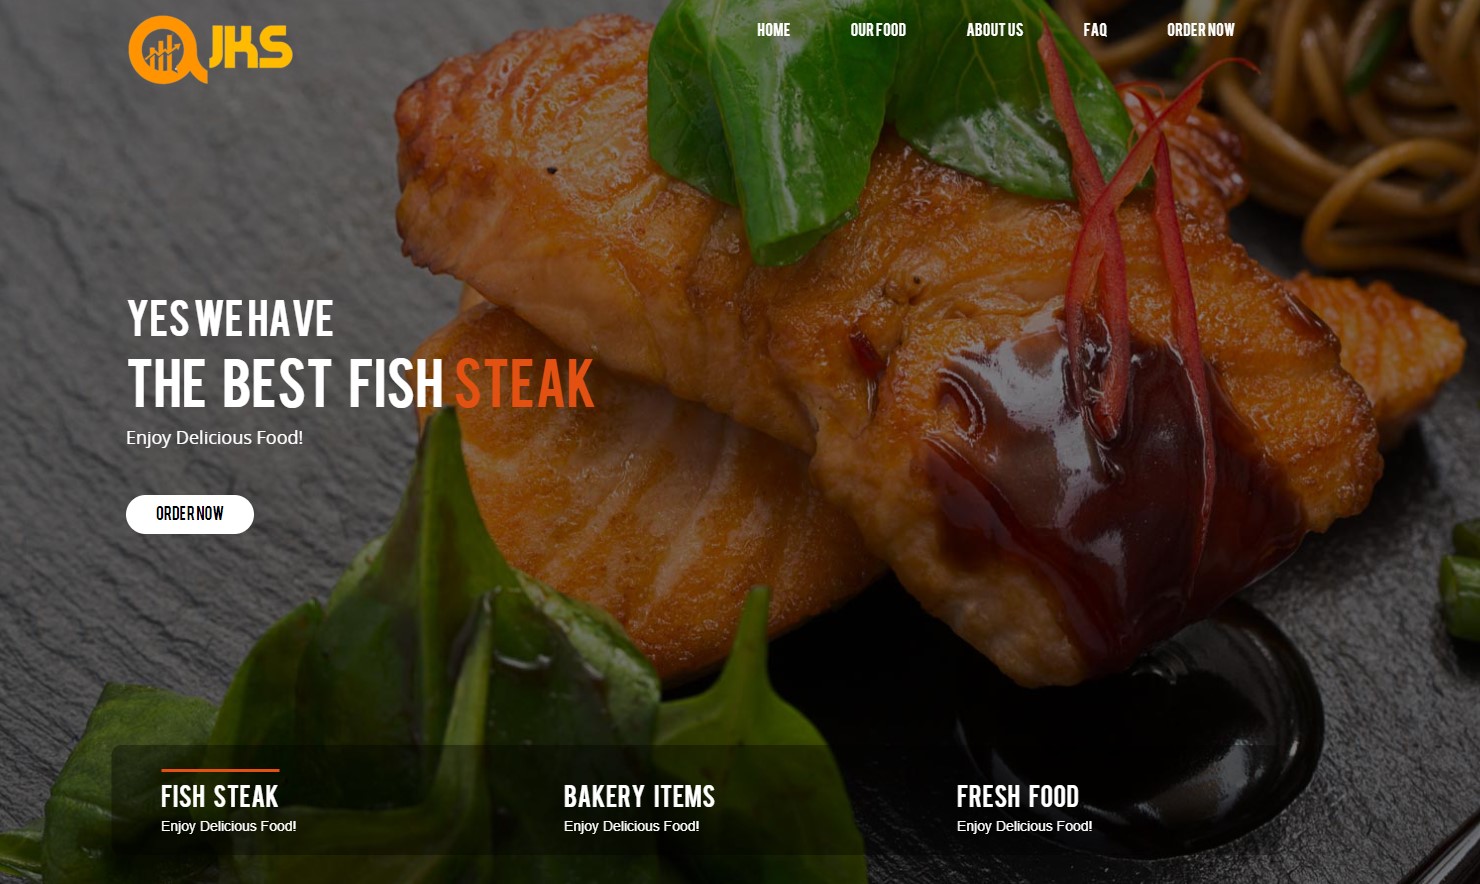 JKS
HOME OUR FOOD ABOUT US FAQ ORDER NOW
YES WE HAVE
THE BEST FISH STEAK
Enjoy Delicious Food!
ORDER NOW
FISH STEAK
Enjoy Delicious Food!
BAKERY ITEMS
Enjoy Delicious Food!
FRESH FOOD
Enjoy Delicious Food!